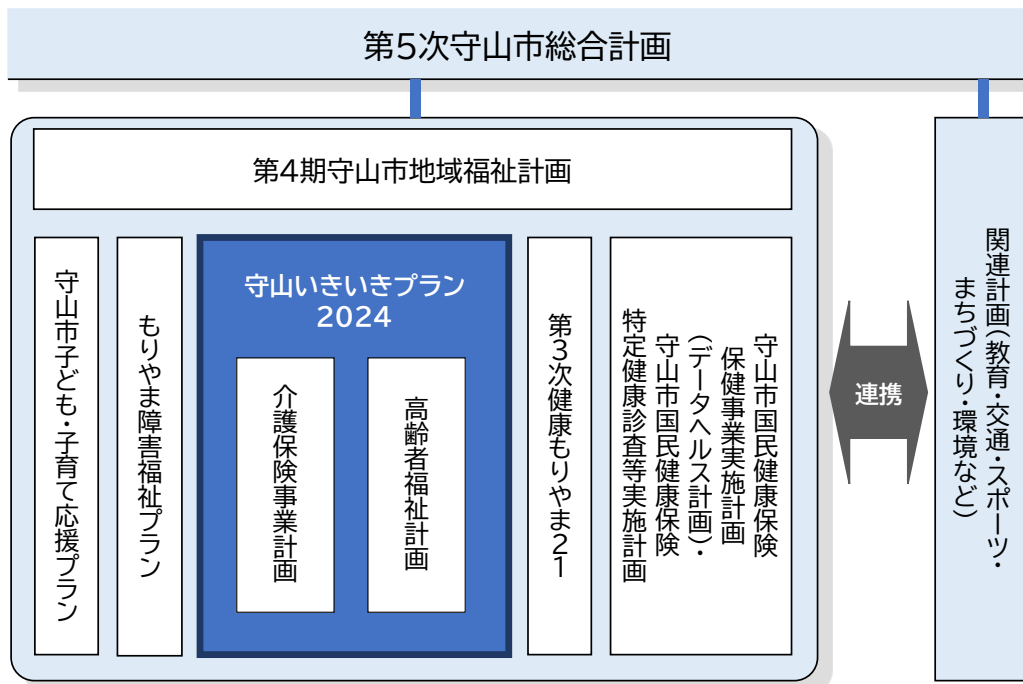 第5次守山市総合計画
第4期守山市地域福祉計画
守山市子ども・子育て応援プラン
もりやま障害福祉プラン
守山いきいきプラン
2024
介護保険事業計画
高齢者福祉計画
第3次健康もりやま21
守山市国民健康保険
保健事業実施計画
(データヘルス計画)・
守山市国民健康保険
特定健康診査等実施計画
連携
関連計画(教育・交通・スポーツ・
まちづくり・環境など)